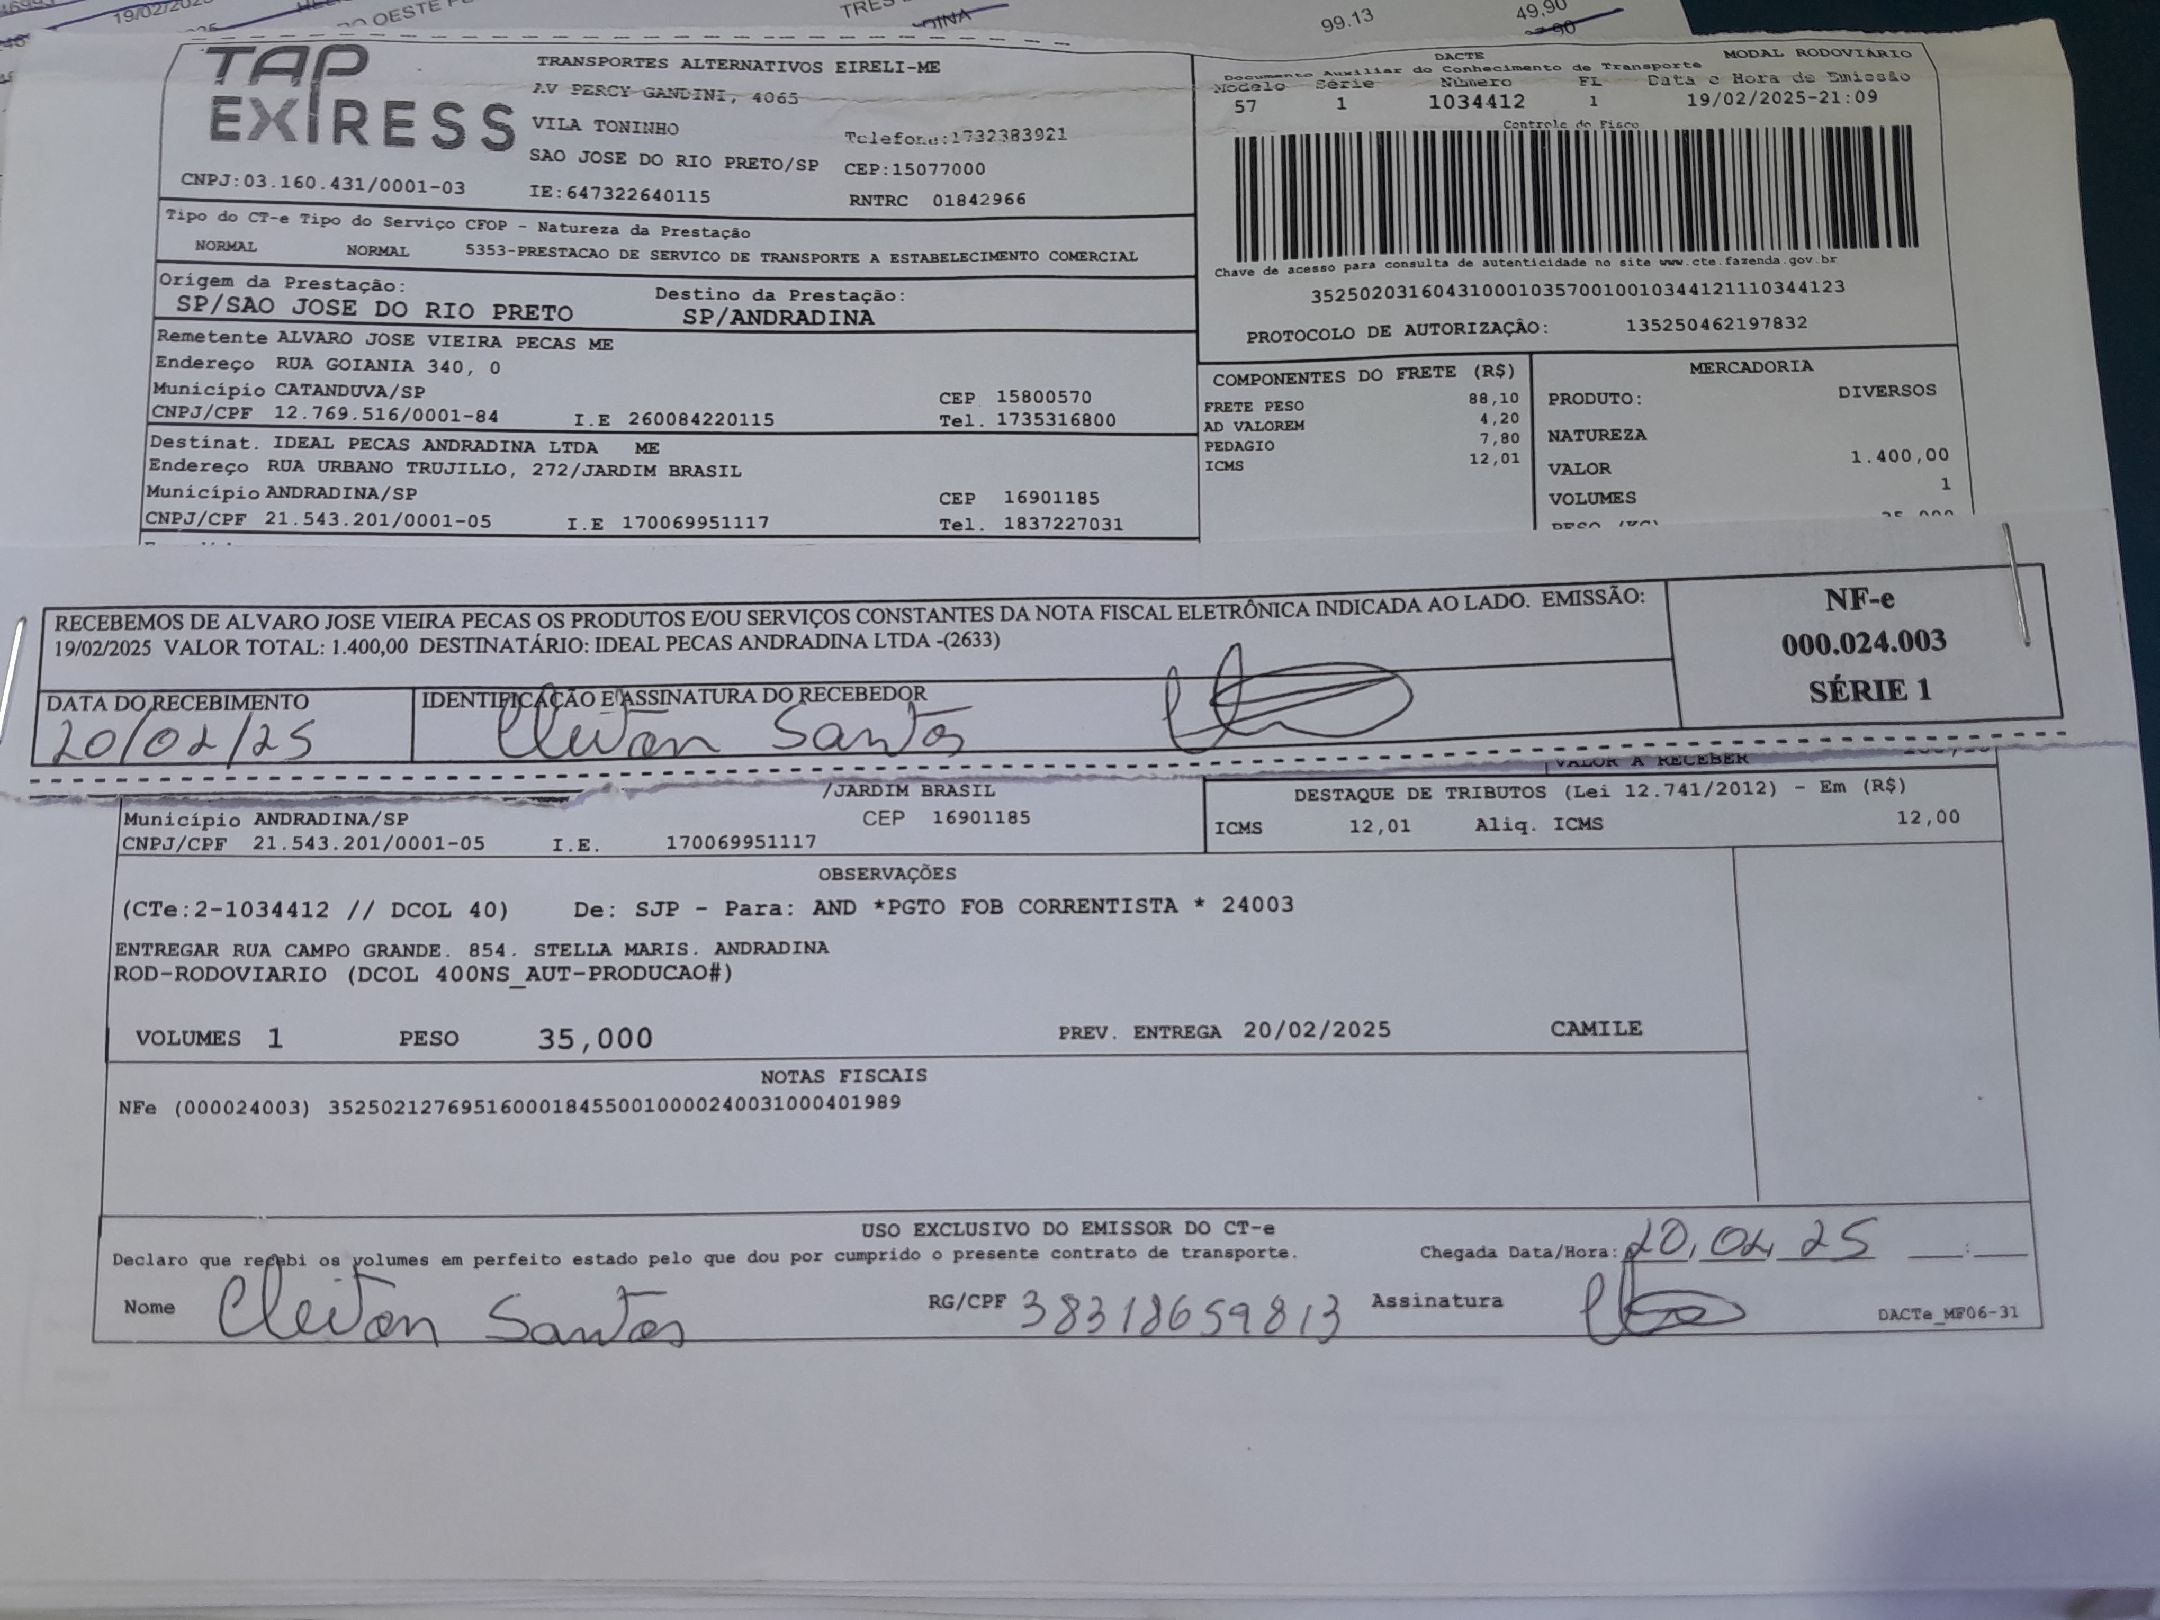 19/02/202
DO OESTE
TRES
DINA
99.13
49,90
TAP
EXPRESS
TRANSPORTES ALTERNATIVOS EIRELI-ME
AV PERCY GANDINI, 4065
VILA TONINHO
Telefone:1732383921
SAO JOSE DO RIO PRETO/SP CEP:15077000
CNPJ:03.160.431/0001-03 IE:647322640115 RNTRC 01842966
DACTE MODAL RODOVIÁRIO
Documento Auxiliar do Conhecimento de Transporte
Modelo Série Número FL Data e Hora de Emissão
57 1 1034412 1 19/02/2025-21:09
Controle do Fisco
Chave de acesso para consulta de autenticidade no site www.cte.fazenda.gov.br
35250203160431000103570010010344121110344123
PROTOCOLO DE AUTORIZAÇÃO: 135250462197832
Tipo do CT-e Tipo do Serviço CFOP - Natureza da Prestação
NORMAL NORMAL 5353-PRESTACAO DE SERVICO DE TRANSPORTE A ESTABELECIMENTO COMERCIAL
Origem da Prestação: Destino da Prestação:
SP/SAO JOSE DO RIO PRETO SP/ANDRADINA
Remetente ALVARO JOSE VIEIRA PECAS ME
Endereço RUA GOIANIA 340, 0
Município CATANDUVA/SP CEP 15800570
CNPJ/CPF 12.769.516/0001-84 I.E 260084220115 Tel. 1735316800
Destinat. IDEAL PECAS ANDRADINA LTDA ME
Endereço RUA URBANO TRUJILLO, 272/JARDIM BRASIL
Município ANDRADINA/SP CEP 16901185
CNPJ/CPF 21.543.201/0001-05 I.E 170069951117 Tel. 1837227031
COMPONENTES DO FRETE (R$)
FRETE PESO 88,10
AD VALOREM 4,20
PEDAGIO 7,80
ICMS 12,01
MERCADORIA
PRODUTO: DIVERSOS
NATUREZA
VALOR 1.400,00
VOLUMES 1
RECEBEMOS DE ALVARO JOSE VIEIRA PECAS OS PRODUTOS E/OU SERVIÇOS CONSTANTES DA NOTA FISCAL ELETRÔNICA INDICADA AO LADO. EMISSÃO:
19/02/2025 VALOR TOTAL: 1.400,00 DESTINATÁRIO: IDEAL PECAS ANDRADINA LTDA -(2633)
NF-e
000.024.003
SÉRIE 1
DATA DO RECEBIMENTO IDENTIFICAÇÃO E ASSINATURA DO RECEBEDOR
20/02/25 Cleiton Santos
VALOR A RECEBER
/JARDIM BRASIL
Município ANDRADINA/SP CEP 16901185
CNPJ/CPF 21.543.201/0001-05 I.E. 170069951117
DESTAQUE DE TRIBUTOS (Lei 12.741/2012) - Em (R$)
ICMS 12,01 Aliq. ICMS 12,00
OBSERVAÇÕES
(CTe:2-1034412 // DCOL 40) De: SJP - Para: AND *PGTO FOB CORRENTISTA * 24003
ENTREGAR RUA CAMPO GRANDE. 854. STELLA MARIS. ANDRADINA
ROD-RODOVIARIO (DCOL 400NS_AUT-PRODUCAO#)
VOLUMES 1 PESO 35,000 PREV. ENTREGA 20/02/2025 CAMILE
NOTAS FISCAIS
NFe (000024003) 35250212769516000184550010000240031000401989
USO EXCLUSIVO DO EMISSOR DO CT-e
Declaro que recebi os volumes em perfeito estado pelo que dou por cumprido o presente contrato de transporte. Chegada Data/Hora: 20,02,25 __:__
Nome Cleiton Santos RG/CPF 38318659813 Assinatura
DACTe_MF06-31